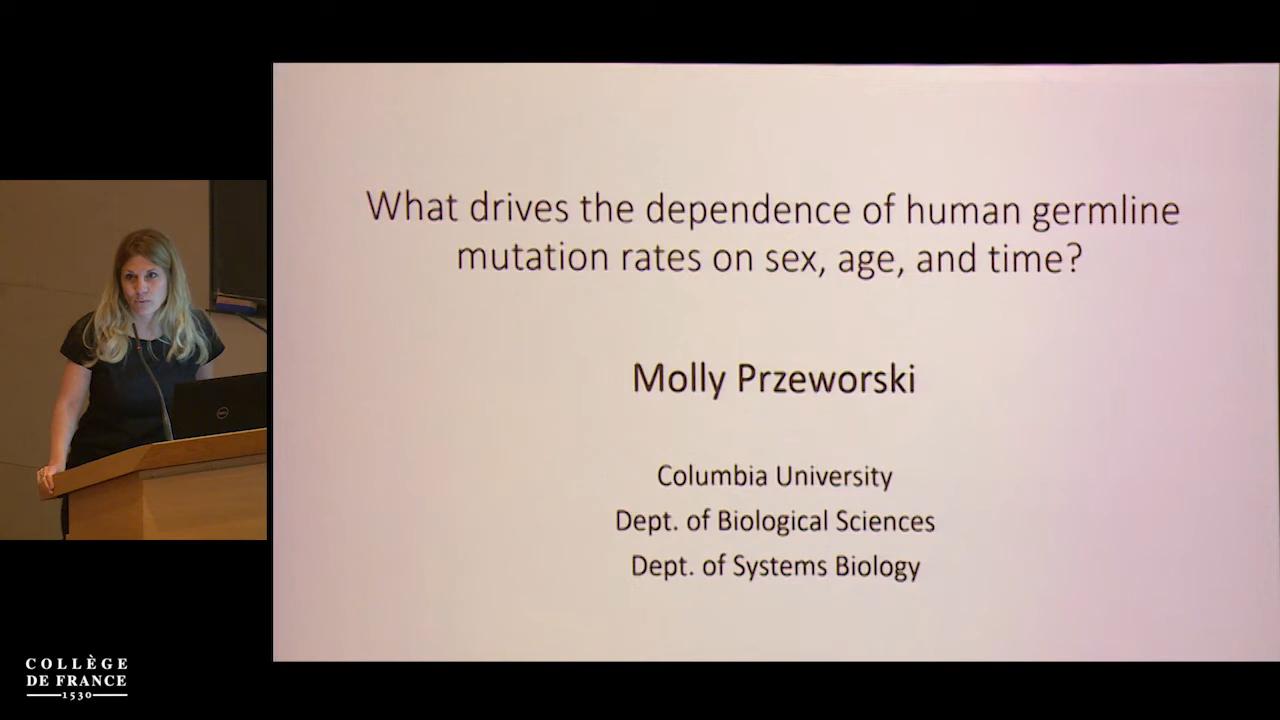 What drives the dependence of human germline
mutation rates on sex, age, and time?
Molly Przeworski
Columbia University
Dept. of Biological Sciences
Dept. of Systems Biology
DELL
COLLÈGE
DE FRANCE
1530